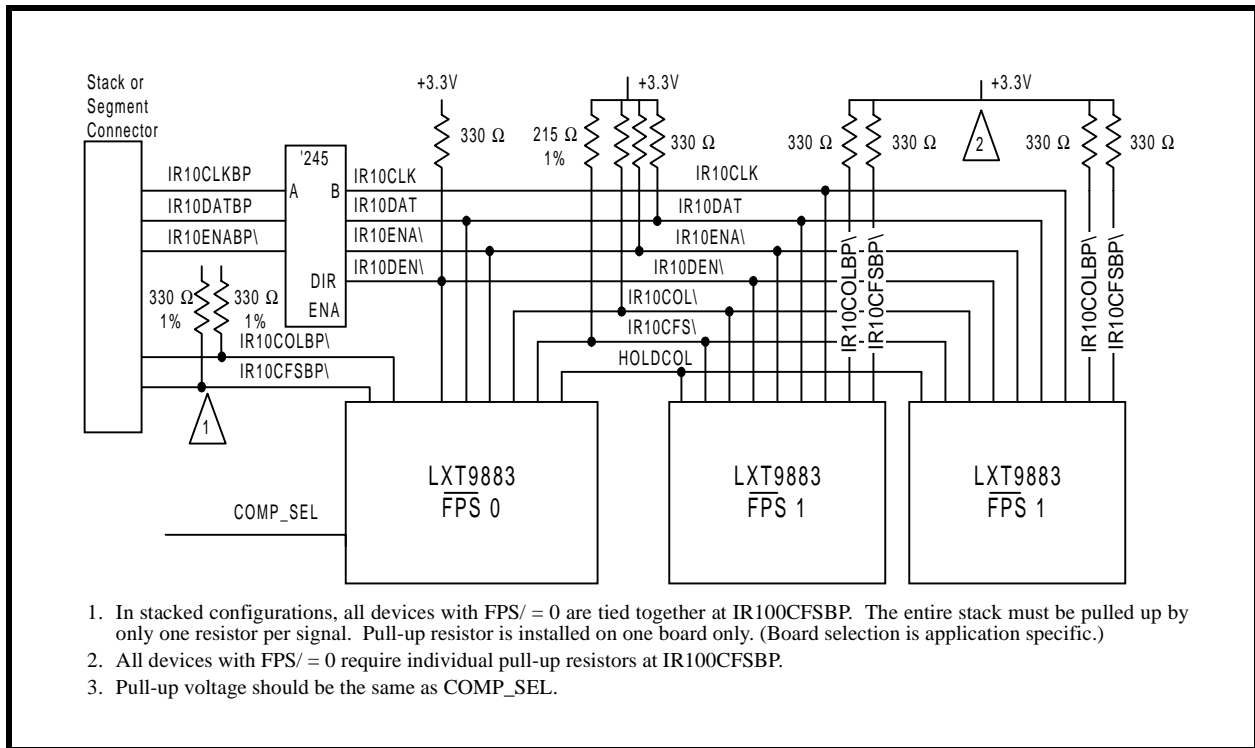 Stack or
Segment
Connector
+3.3V
+3.3V
+3.3V
330 Ω
215 Ω
1%
330 Ω
330 Ω
330 Ω
2
330 Ω
330 Ω
'245
A
B
DIR
ENA
IR10CLKBP
IR10CLK
IR10CLK
IR10DATBP
IR10DAT
IR10DAT
IR10ENABP\
IR10ENA\
IR10ENA\
IR10DEN\
IR10DEN\
330 Ω
1%
330 Ω
1%
IR10COL\
IR10COLBP\
IR10CFS\
IR10CFSBP\
HOLDCOL
IR10COLBP\
IR10CFSBP\
IR10COLBP\
IR10CFSBP\
1
LXT9883
FPS 0
LXT9883
FPS 1
LXT9883
FPS 1
COMP_SEL
1. In stacked configurations, all devices with FPS/ = 0 are tied together at IR100CFSBP. The entire stack must be pulled up by
only one resistor per signal. Pull-up resistor is installed on one board only. (Board selection is application specific.)
2. All devices with FPS/ = 0 require individual pull-up resistors at IR100CFSBP.
3. Pull-up voltage should be the same as COMP_SEL.